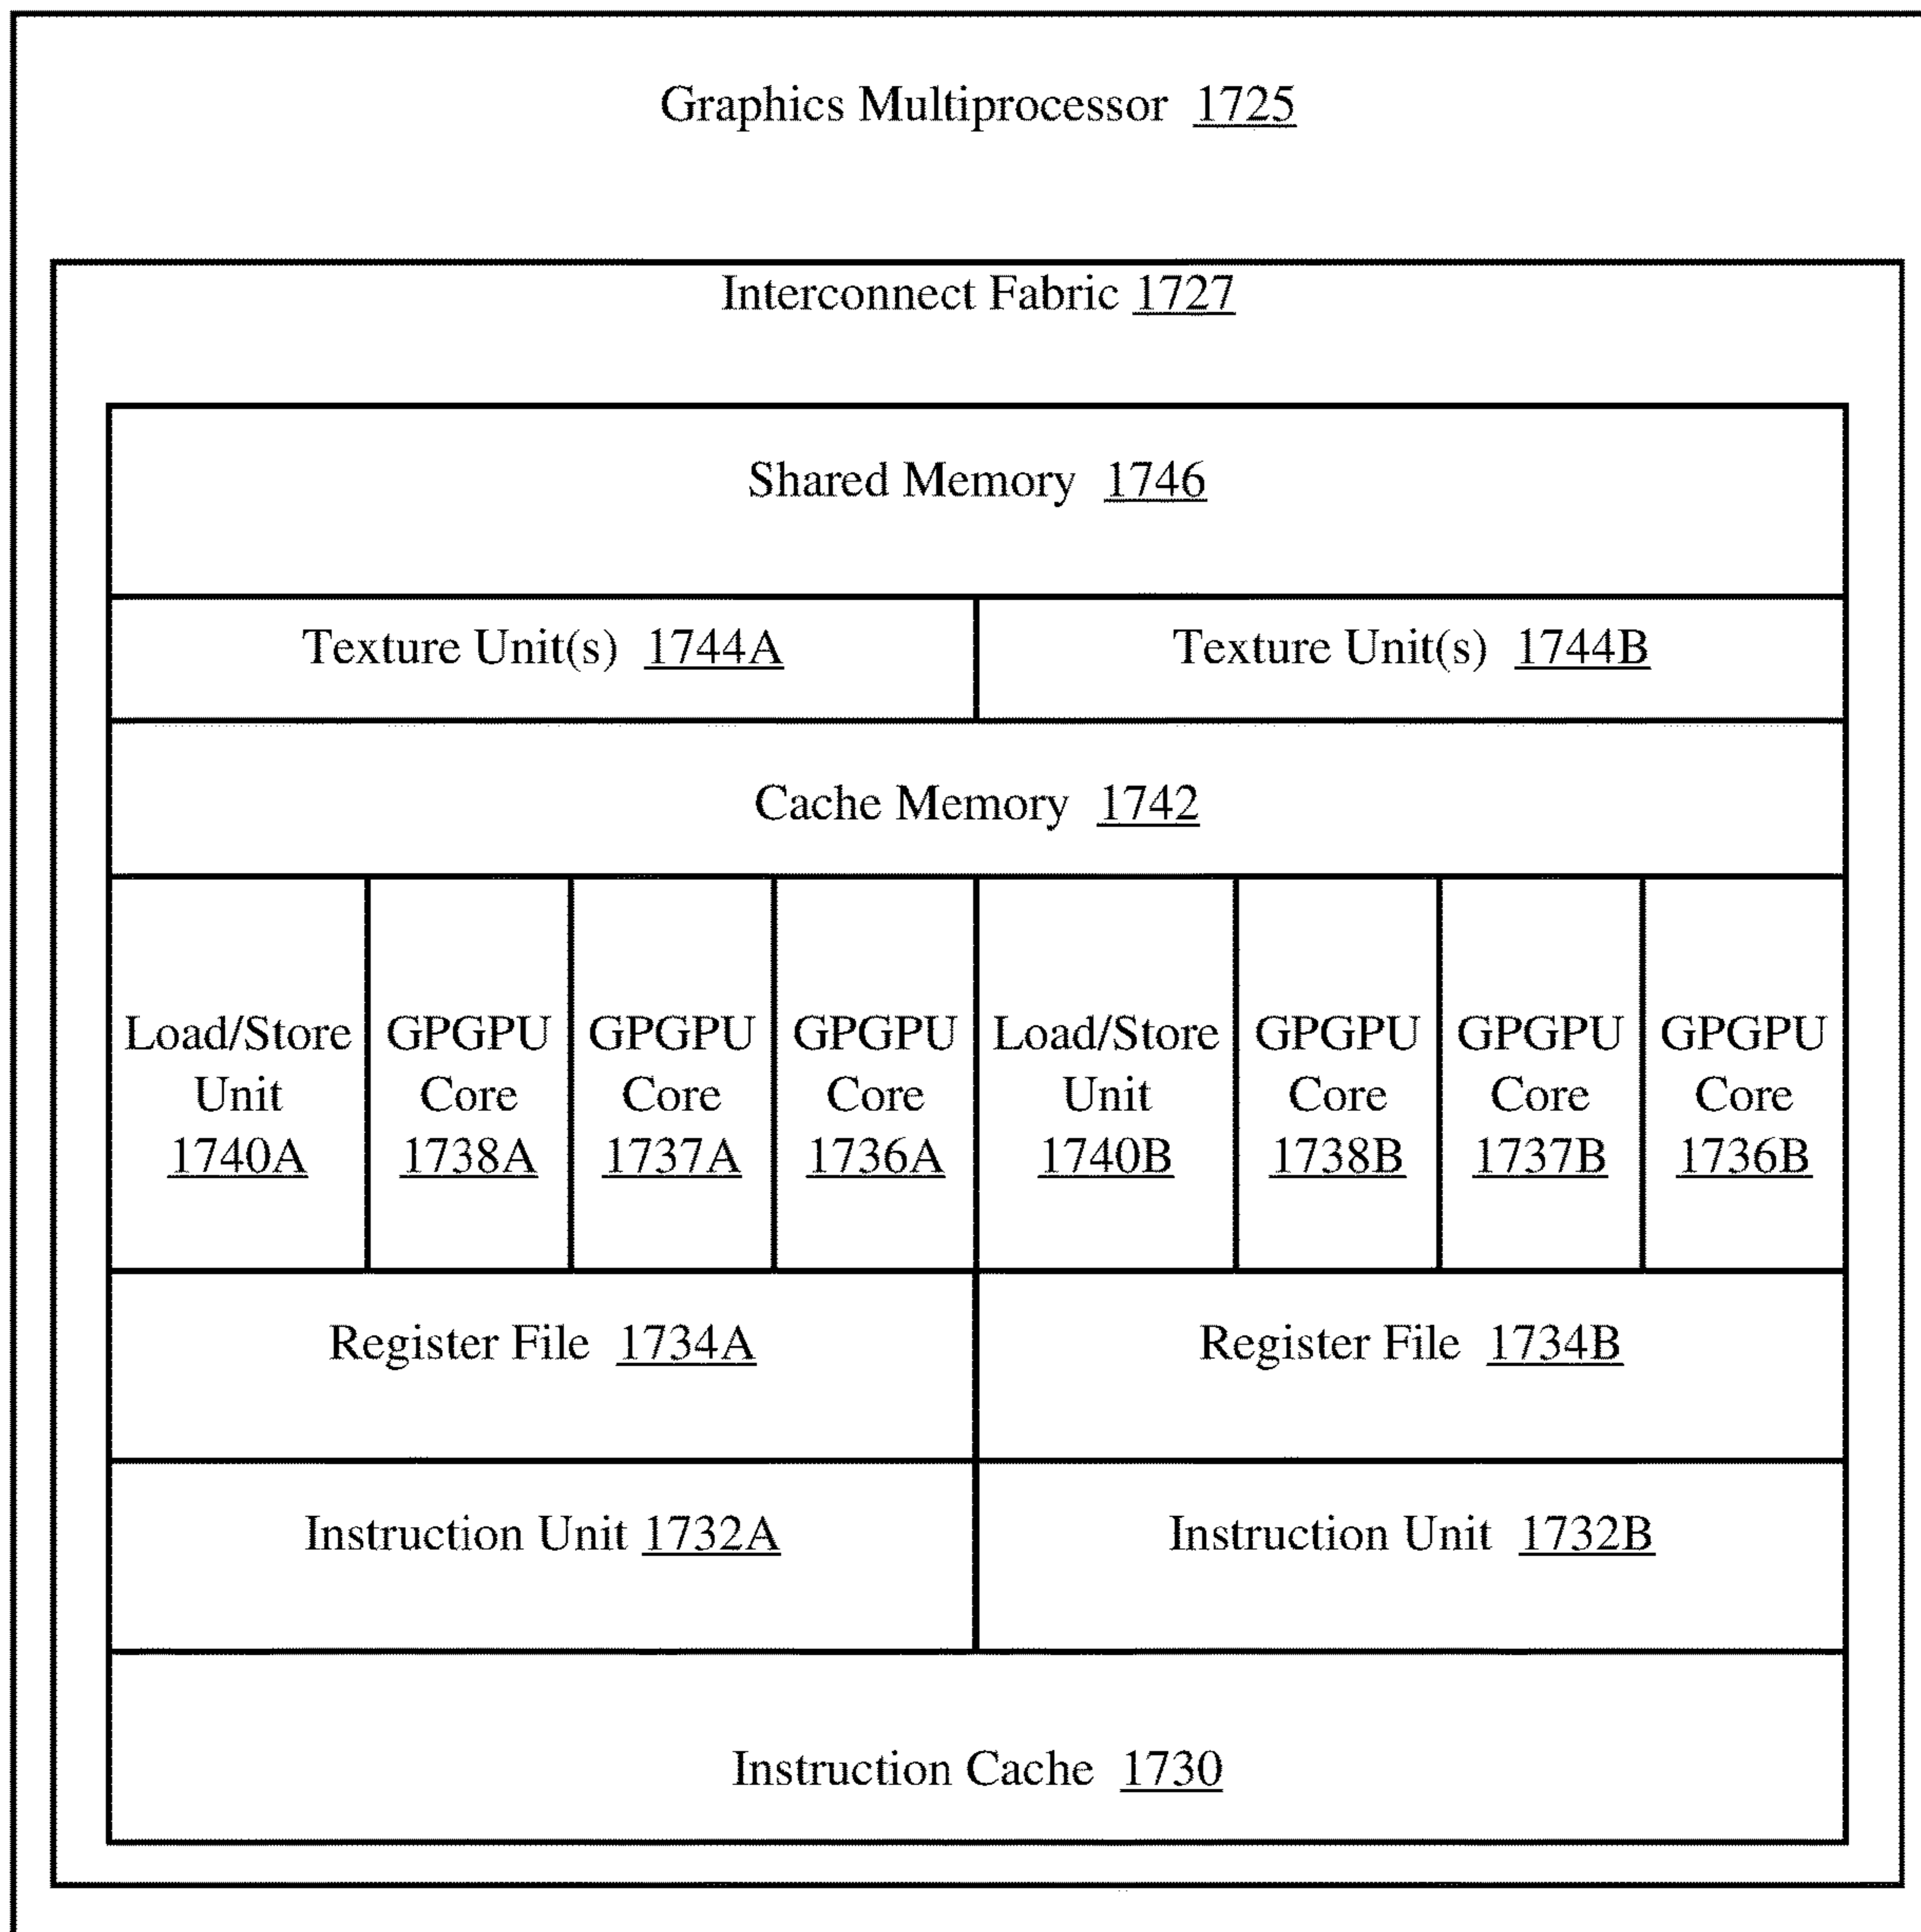 Graphics Multiprocessor 1725
Interconnect Fabric 1727
Shared Memory 1746
Texture Unit(s) 1744A
Texture Unit(s) 1744B
Cache Memory 1742
Load/Store
Unit
1740A
GPGPU
Core
1738A
GPGPU
Core
1737A
GPGPU
Core
1736A
Load/Store
Unit
1740B
GPGPU
Core
1738B
GPGPU
Core
1737B
GPGPU
Core
1736B
Register File 1734A
Register File 1734B
Instruction Unit 1732A
Instruction Unit 1732B
Instruction Cache 1730